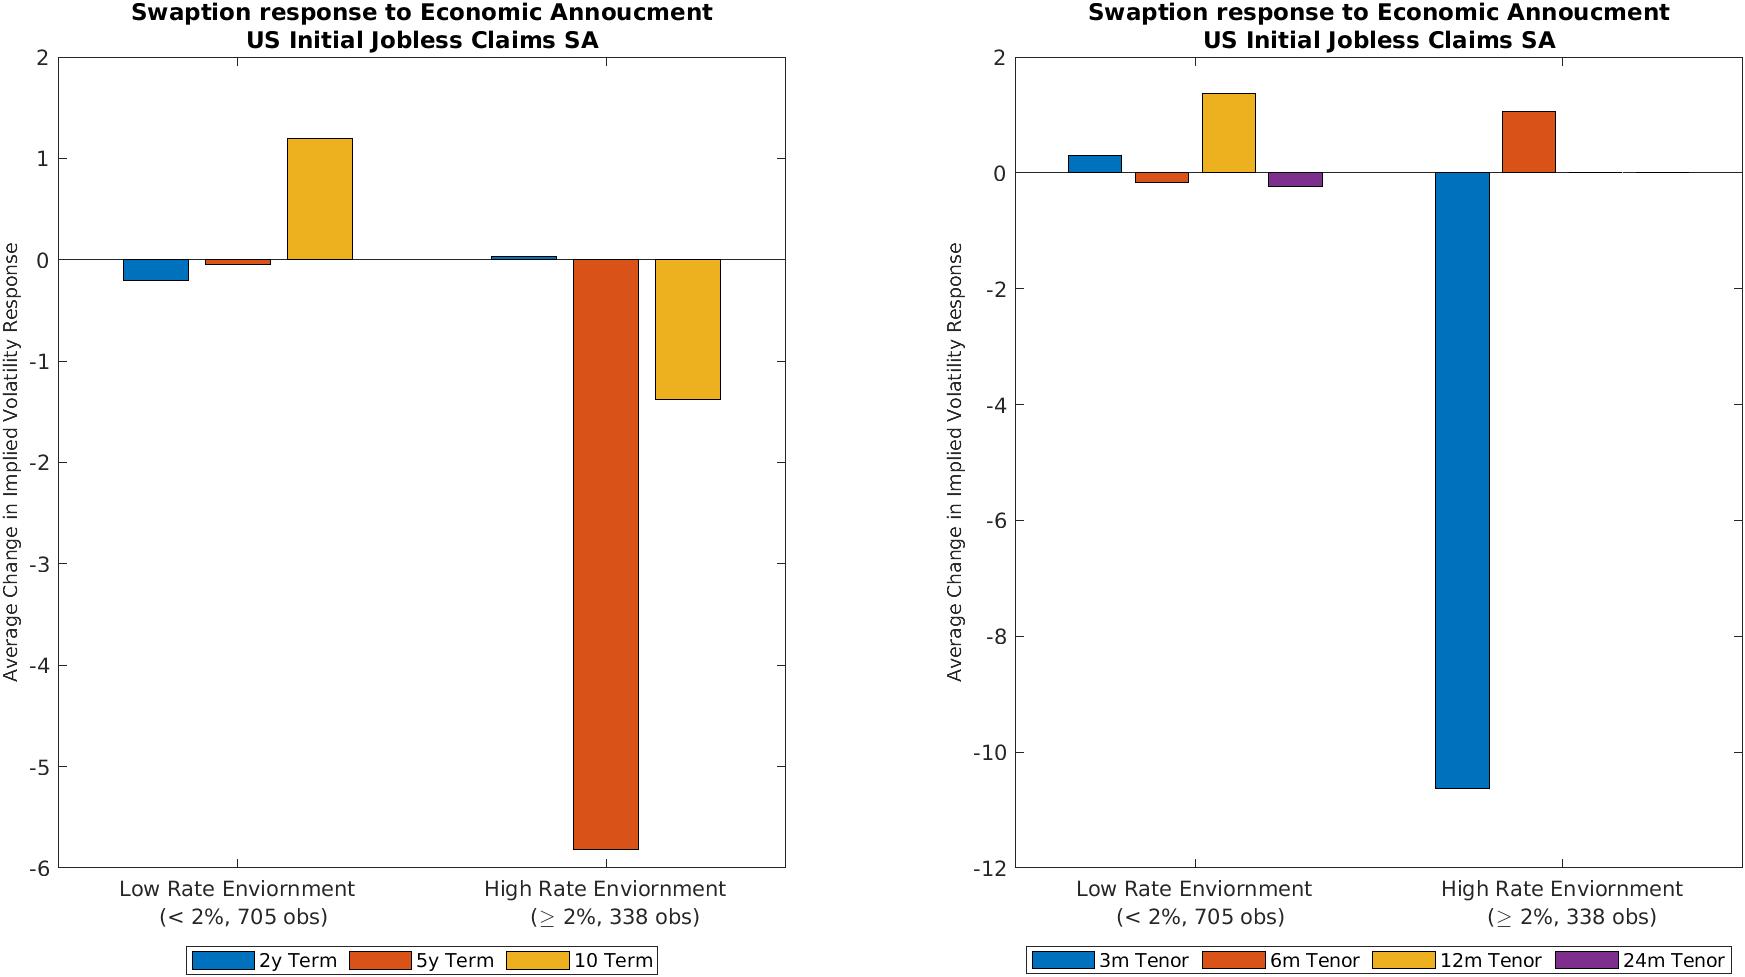 Swaption response to Economic Annoucment
US Initial Jobless Claims SA
Average Change in Implied Volatility Response
2
1
0
-1
-2
-3
-4
-5
-6
Low Rate Enviornment
(< 2%, 705 obs)
High Rate Enviornment
(≥ 2%, 338 obs)
2y Term
5y Term
10 Term
Swaption response to Economic Annoucment
US Initial Jobless Claims SA
Average Change in Implied Volatility Response
2
0
-2
-4
-6
-8
-10
-12
Low Rate Enviornment
(< 2%, 705 obs)
High Rate Enviornment
(≥ 2%, 338 obs)
3m Tenor
6m Tenor
12m Tenor
24m Tenor